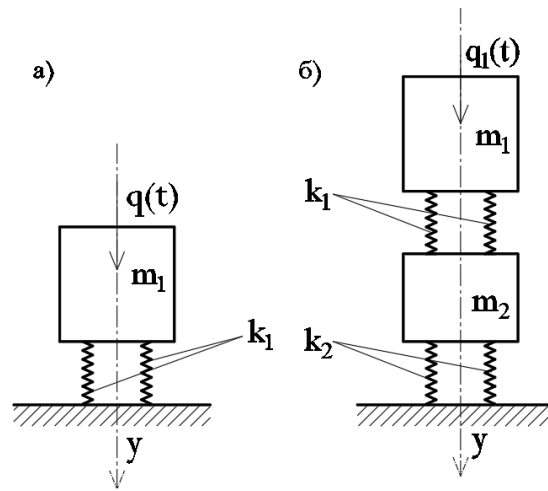 а)
q(t)
m₁
k₁
y
б)
q₁(t)
m₁
k₁
m₂
k₂
y